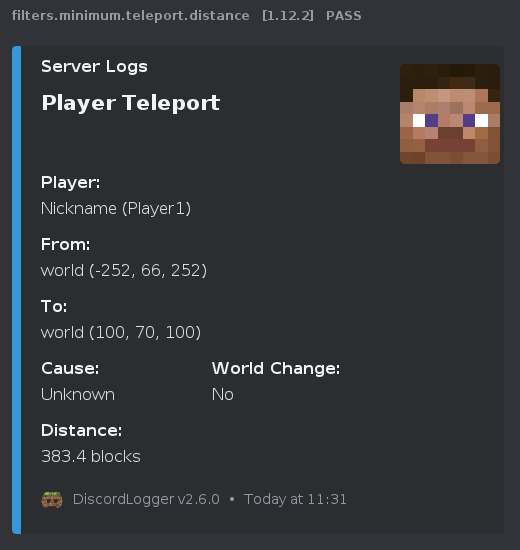 filters.minimum.teleport.distance [1.12.2] PASS
Server Logs
Player Teleport
Player:
Nickname (Player1)
From:
world (-252, 66, 252)
To:
world (100, 70, 100)
Cause: World Change:
Unknown No
Distance:
383.4 blocks
DiscordLogger v2.6.0 • Today at 11:31